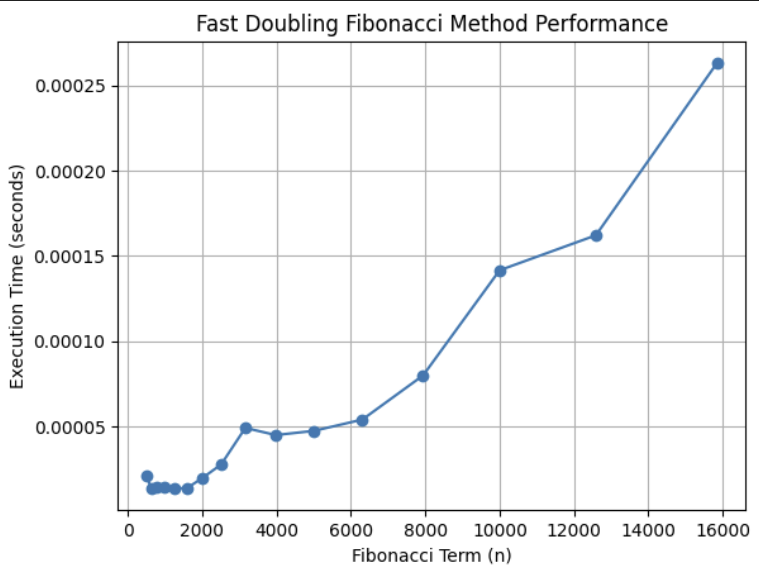 Fast Doubling Fibonacci Method Performance
Execution Time (seconds)
0.00025
0.00020
0.00015
0.00010
0.00005
0 2000 4000 6000 8000 10000 12000 14000 16000
Fibonacci Term (n)